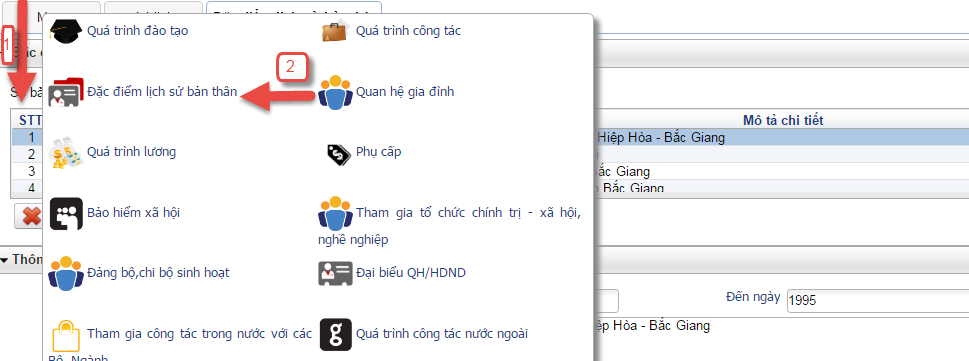 1
2
Quá trình đào tạo
Quá trình công tác
Đặc điểm lịch sử bản thân
Quan hệ gia đình
STT
Mô tả chi tiết
1
Hiệp Hòa - Bắc Giang
2
Quá trình lương
Phụ cấp
3
Bắc Giang
4
Bắc Giang
Bảo hiểm xã hội
Tham gia tổ chức chính trị - xã hội,
nghề nghiệp
Đảng bộ,chi bộ sinh hoạt
Đại biểu QH/HDND
Đến ngày
1995
Tham gia công tác trong nước với các
Bộ, Ngành
Quá trình công tác nước ngoài
Hòa - Bắc Giang